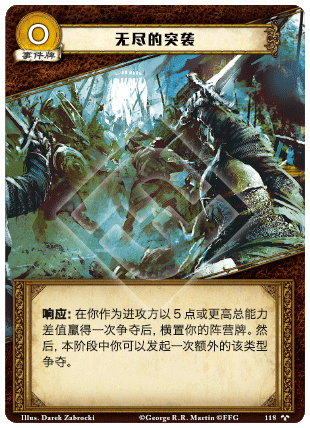 0
无尽的突袭
事件牌
响应: 在你作为进攻方以 5 点或更高总能力
差值赢得一次争夺后，横置你的阵营牌。然
后，本阶段中你可以发起一次额外的该类型
争夺。
Illus. Darek Zabrocki ©George R.R. Martin ©FFG 118